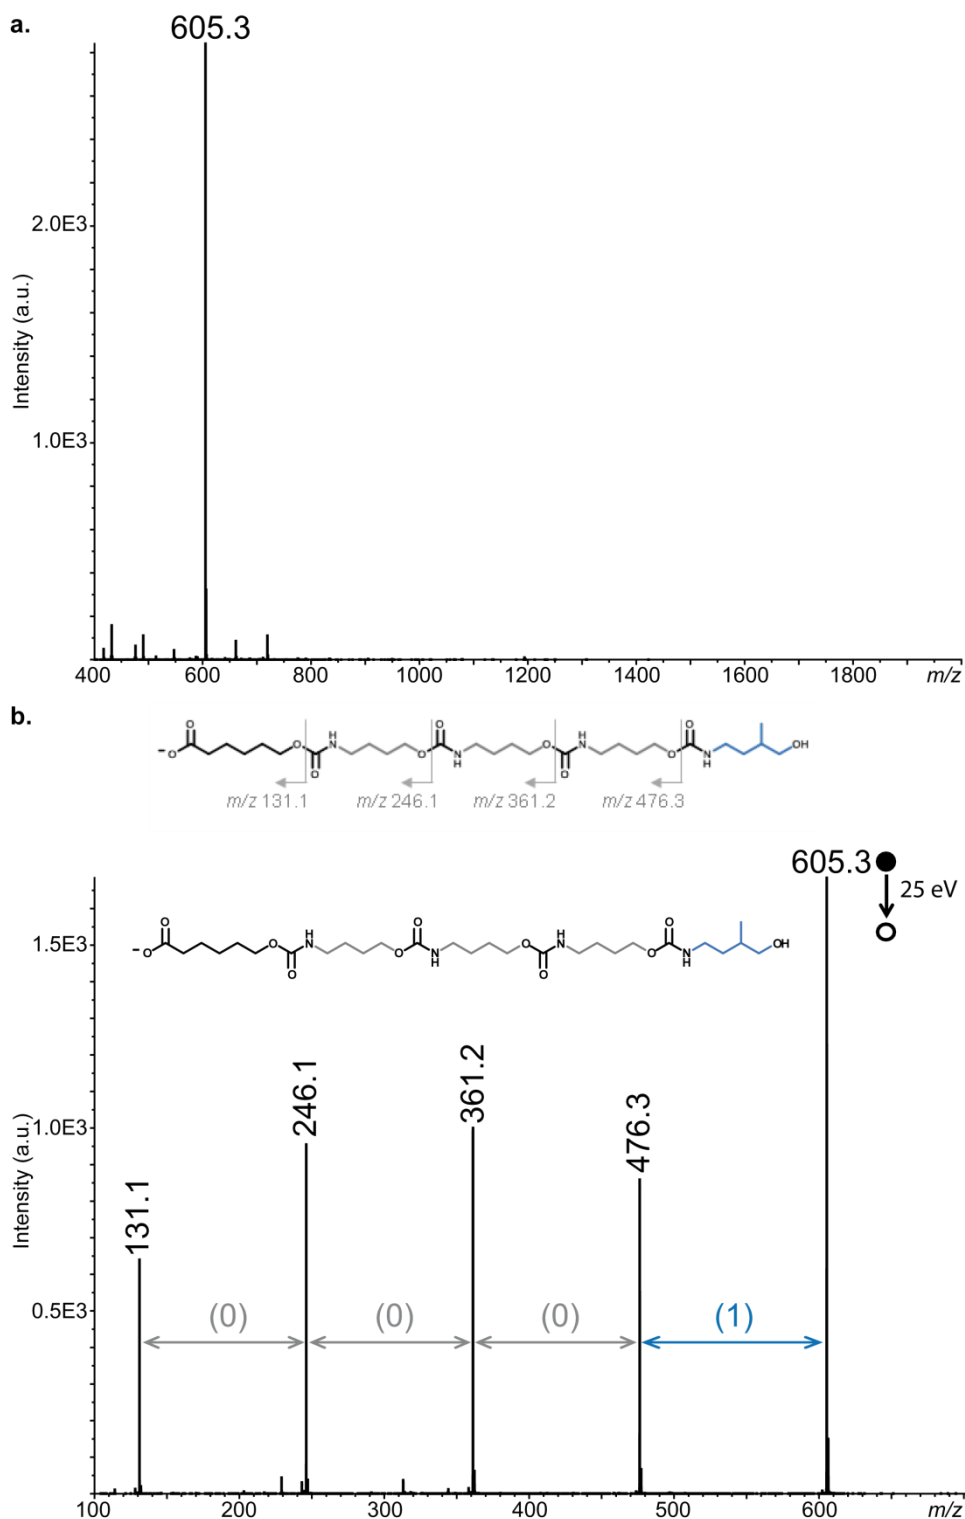 a.
605.3
2.0E3
1.0E3
Intensity (a.u.)
400 600 800 1000 1200 1400 1600 1800 m/z
b.
O H O H O
⁻O O N O N O N O N OH
O H O H
m/z 131.1 m/z 246.1 m/z 361.2 m/z 476.3
605.3
25 eV
1.5E3
O H O H O
⁻O O N O N O N O N OH
O H O H
131.1
246.1
361.2
476.3
1.0E3
Intensity (a.u.)
0.5E3
(0) (0) (0) (1)
100 200 300 400 500 600 m/z